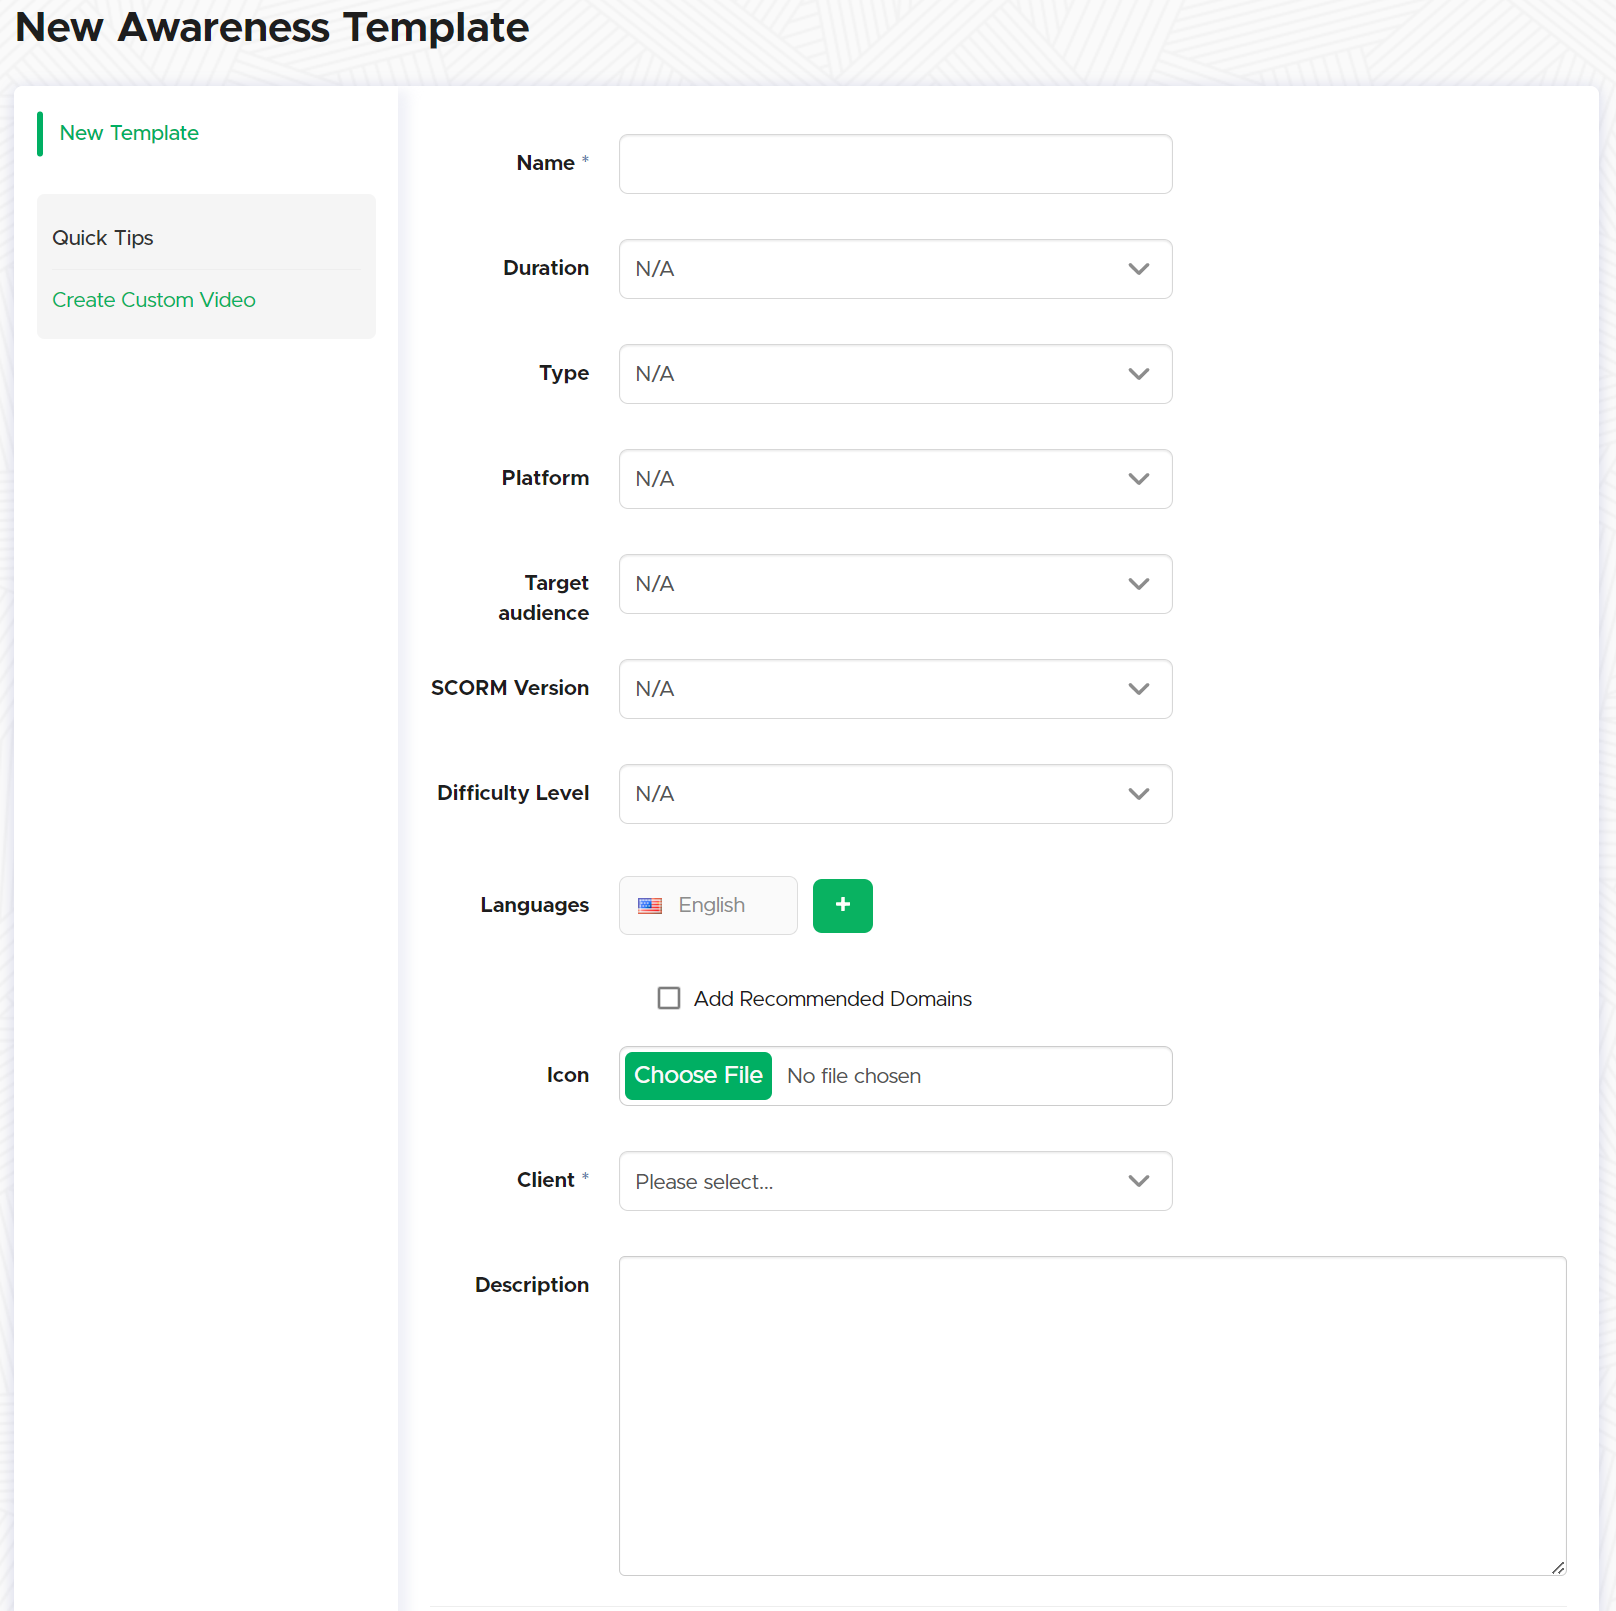 New Awareness Template
New Template
Quick Tips
Create Custom Video
Name *
Duration N/A
Type N/A
Platform N/A
Target
audience
N/A
SCORM Version N/A
Difficulty Level N/A
Languages English +
Add Recommended Domains
Icon Choose File No file chosen
Client * Please select...
Description